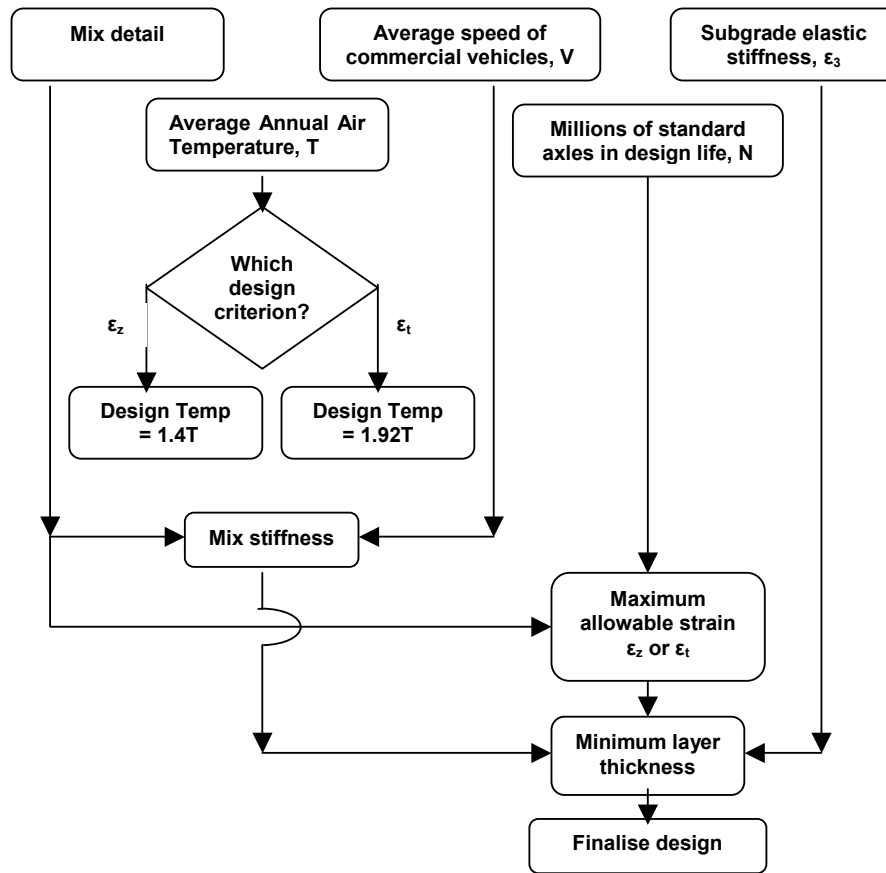 Mix detail
Average speed of
commercial vehicles, V
Subgrade elastic
stiffness, ε₃
Average Annual Air
Temperature, T
Millions of standard
axles in design life, N
Which
design
criterion?
εz
εt
Design Temp
= 1.4T
Design Temp
= 1.92T
Mix stiffness
Maximum
allowable strain
εz or εt
Minimum layer
thickness
Finalise design